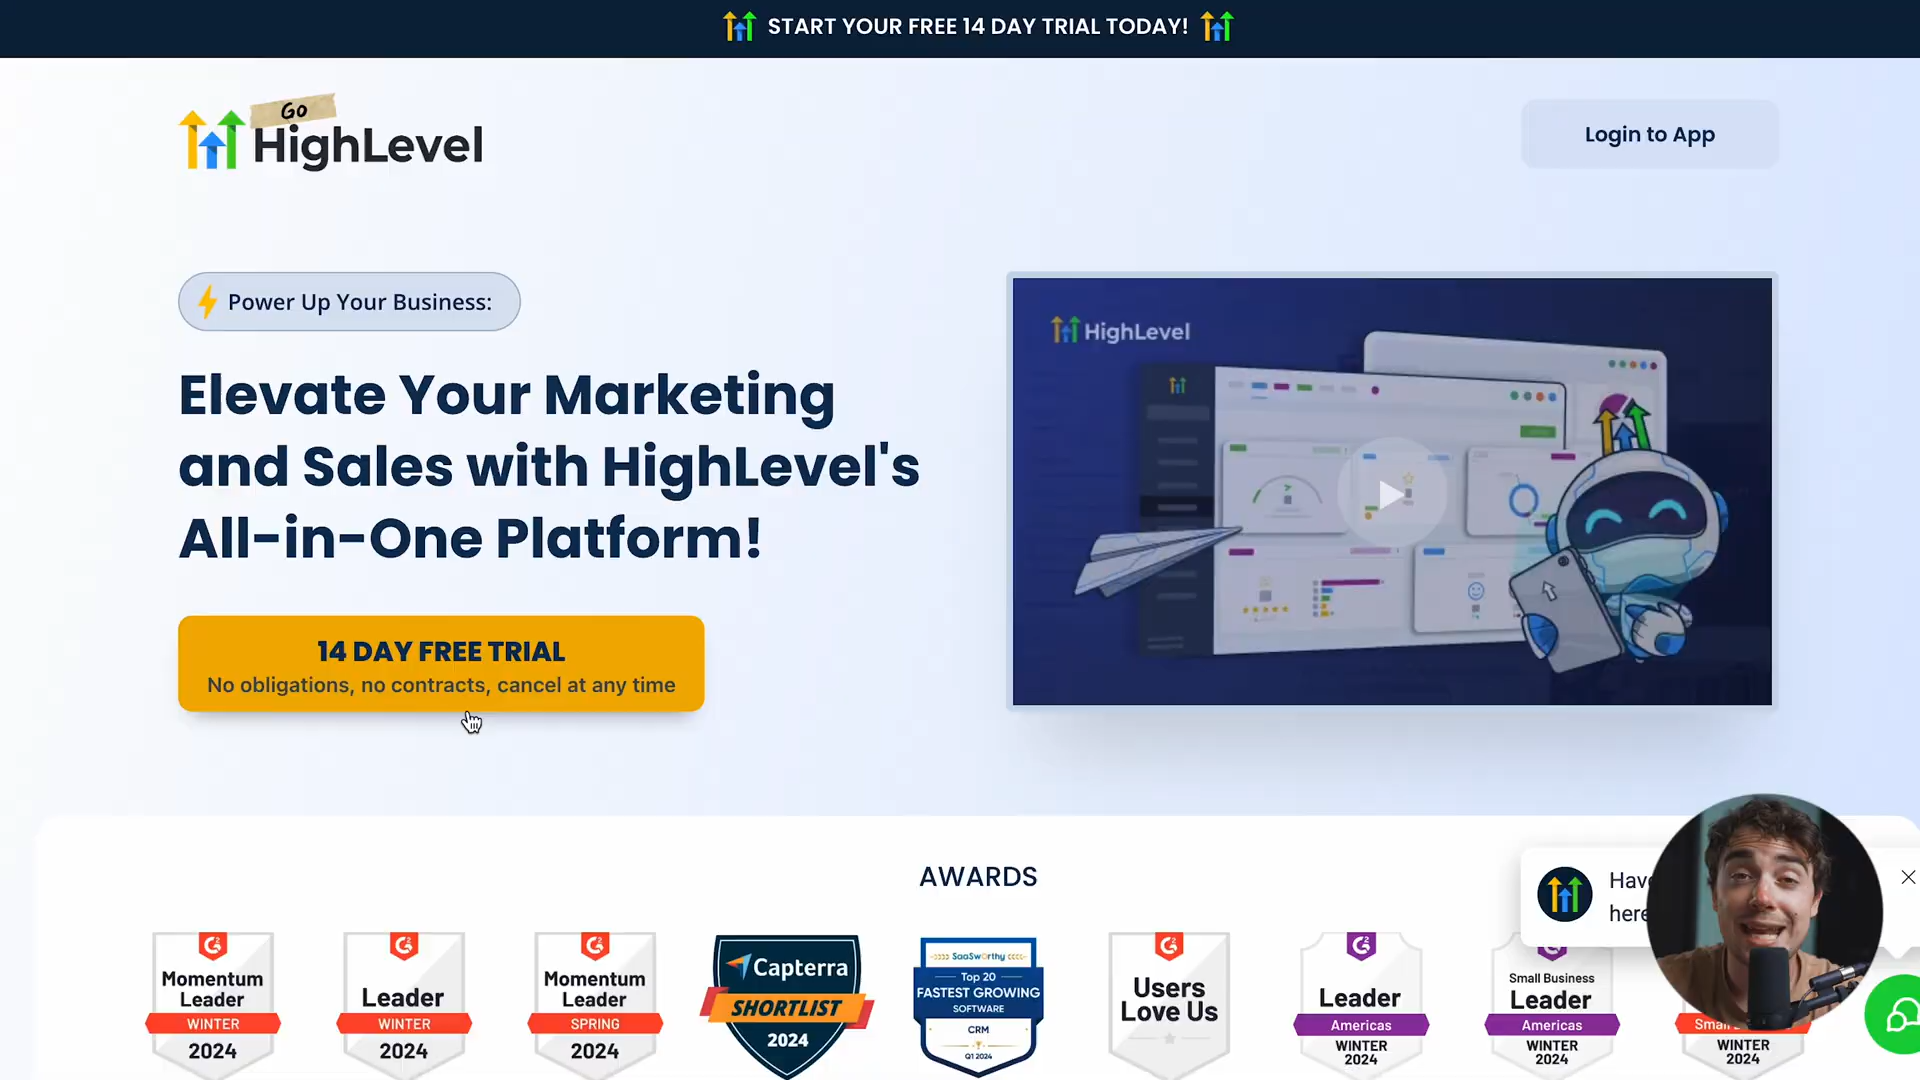 START YOUR FREE 14 DAY TRIAL TODAY!
Go
HighLevel
Login to App
Power Up Your Business:
Elevate Your Marketing
and Sales with HighLevel's
All-in-One Platform!
HighLevel
14 DAY FREE TRIAL
No obligations, no contracts, cancel at any time
AWARDS
Momentum
Leader
WINTER
2024
Leader
WINTER
2024
Momentum
Leader
SPRING
2024
Capterra
SHORTLIST
2024
SaaSworthy
Top 20
FASTEST GROWING
SOFTWARE
CRM
Q1 2024
Users
Love Us
Leader
Americas
WINTER
2024
Small Business
Leader
Americas
WINTER
2024
WINTER
2024
here